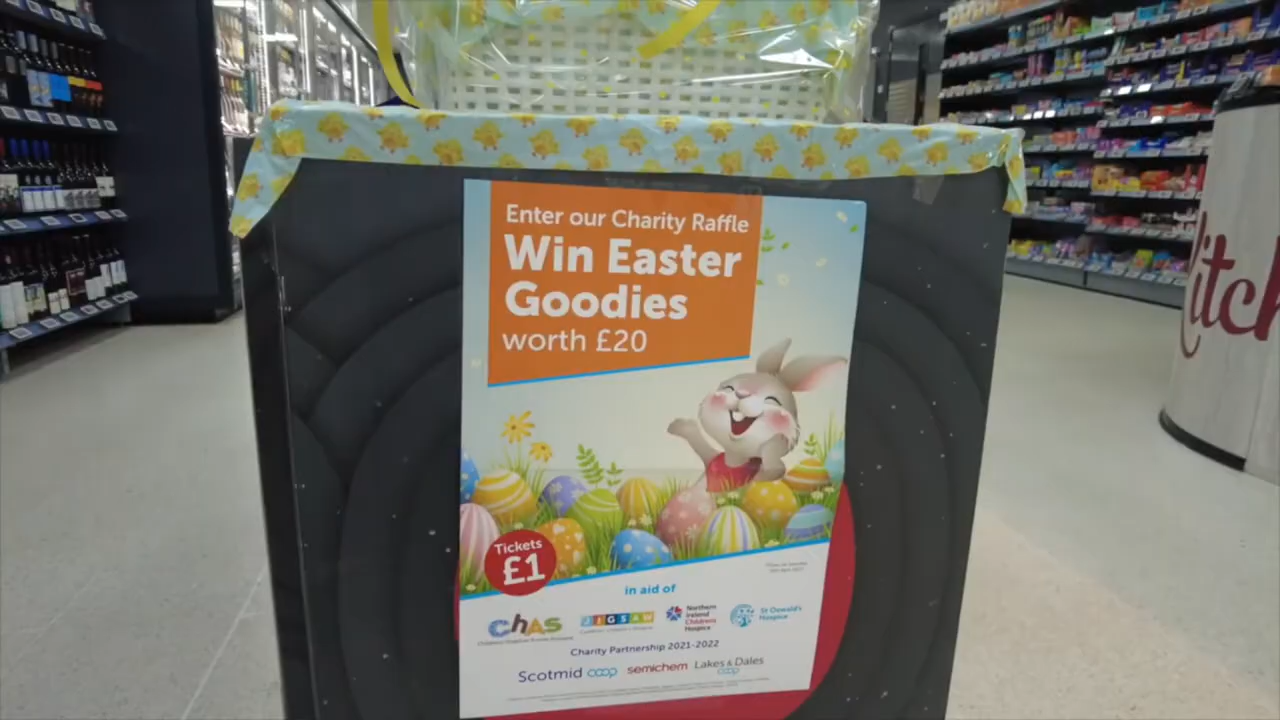 Enter our Charity Raffle
Win Easter
Goodies
worth £20
Tickets
£1
in aid of
CHAS
JIGSAW
Northern
Ireland
Children's
Hospice
St Oswald's
Hospice
Charity Partnership 2021-2022
Scotmid coop semichem Lakes & Dales
coop
itch